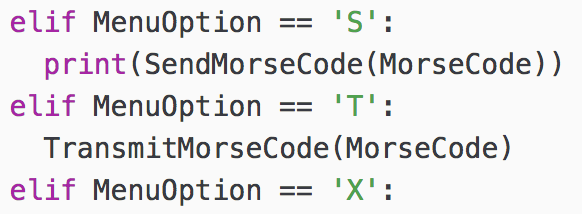 elif MenuOption == 'S':
  print(SendMorseCode(MorseCode))
elif MenuOption == 'T':
  TransmitMorseCode(MorseCode)
elif MenuOption == 'X':